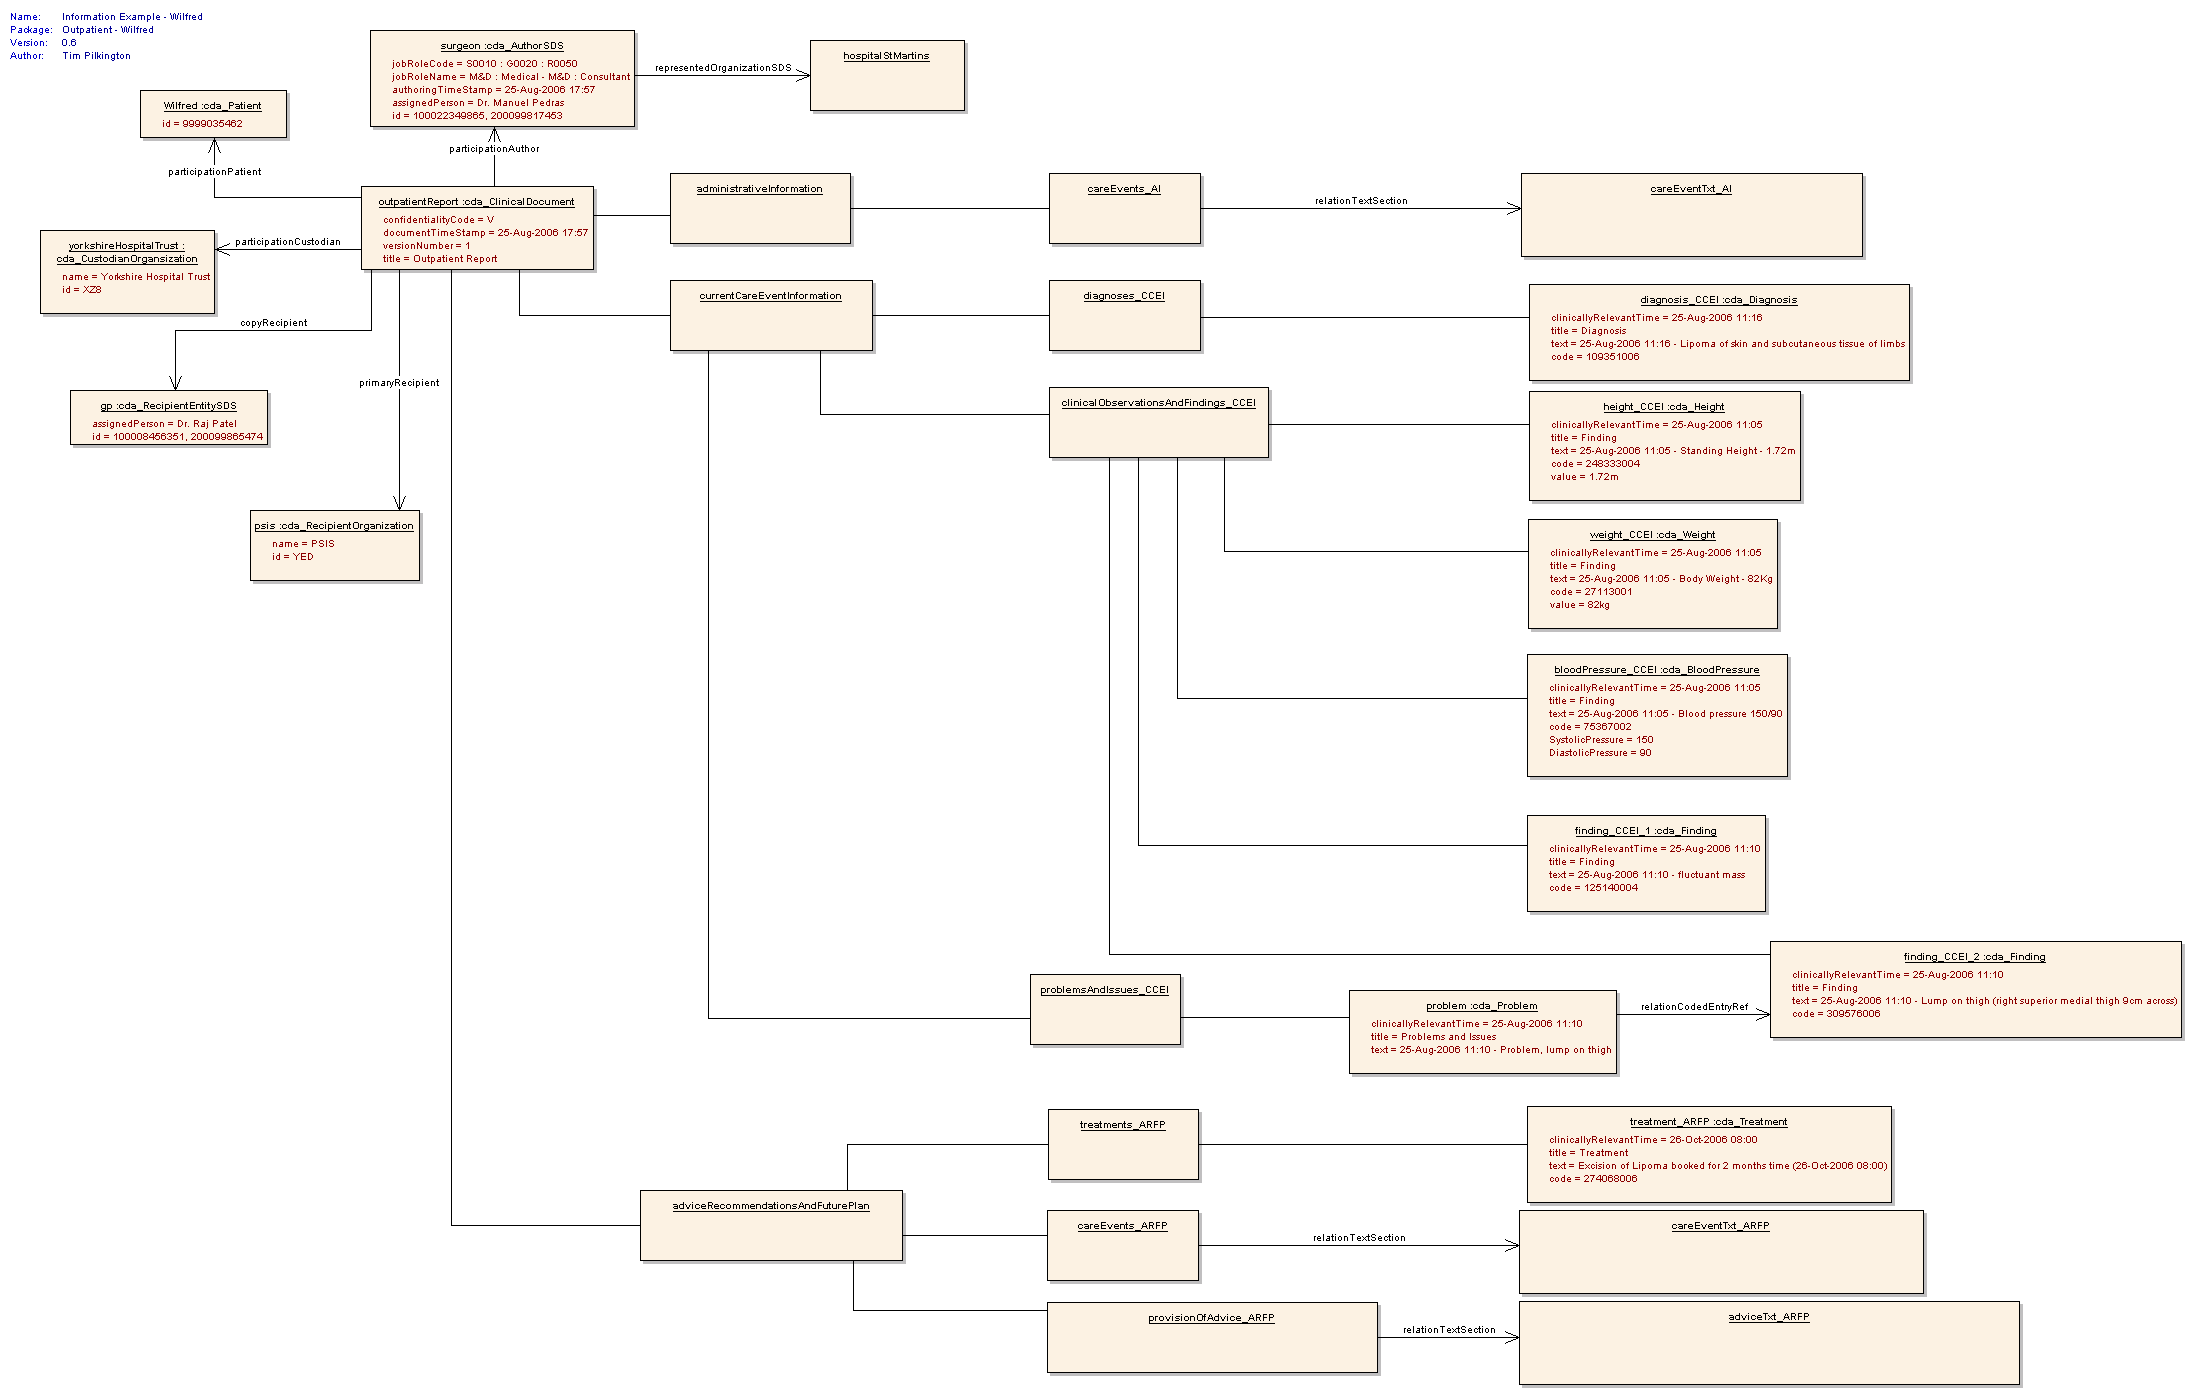 Name: Information Example - Wilfred
Package: Outpatient - Wilfred
Version: 0.6
Author: Tim Pilkington
surgeon :cda_AuthorSDS
jobRoleCode = S0010 : G0020 : R0050
jobRoleName = M&D : Medical - M&D : Consultant
authoringTimeStamp = 25-Aug-2006 17:57
assignedPerson = Dr. Manuel Pedras
id = 100022349865, 200099817453
representedOrganizationSDS
hospitalStMartins
Wilfred :cda_Patient
id = 9999035462
participationAuthor
participationPatient
outpatientReport :cda_ClinicalDocument
confidentialityCode = V
documentTimeStamp = 25-Aug-2006 17:57
versionNumber = 1
title = Outpatient Report
administrativeInformation
careEvents_AI
relationTextSection
careEventTxt_AI
yorkshireHospitalTrust :
cda_CustodianOrgansization
name = Yorkshire Hospital Trust
id = XZ8
participationCustodian
copyRecipient
primaryRecipient
gp :cda_RecipientEntitySDS
assignedPerson = Dr. Raj Patel
id = 100008456351, 200099865474
psis :cda_RecipientOrganization
name = PSIS
id = YED
currentCareEventInformation
diagnoses_CCEI
diagnosis_CCEI :cda_Diagnosis
clinicallyRelevantTime = 25-Aug-2006 11:16
title = Diagnosis
text = 25-Aug-2006 11:16 - Lipoma of skin and subcutaneous tissue of limbs
code = 109351006
clinicalObservationsAndFindings_CCEI
height_CCEI :cda_Height
clinicallyRelevantTime = 25-Aug-2006 11:05
title = Finding
text = 25-Aug-2006 11:05 - Standing Height - 1.72m
code = 248333004
value = 1.72m
weight_CCEI :cda_Weight
clinicallyRelevantTime = 25-Aug-2006 11:05
title = Finding
text = 25-Aug-2006 11:05 - Body Weight - 82Kg
code = 27113001
value = 82kg
bloodPressure_CCEI :cda_BloodPressure
clinicallyRelevantTime = 25-Aug-2006 11:05
title = Finding
text = 25-Aug-2006 11:05 - Blood pressure 150/90
code = 75367002
SystolicPressure = 150
DiastolicPressure = 90
finding_CCEI_1 :cda_Finding
clinicallyRelevantTime = 25-Aug-2006 11:10
title = Finding
text = 25-Aug-2006 11:10 - fluctuant mass
code = 125140004
finding_CCEI_2 :cda_Finding
clinicallyRelevantTime = 25-Aug-2006 11:10
title = Finding
text = 25-Aug-2006 11:10 - Lump on thigh (right superior medial thigh 9cm across)
code = 309576006
problemsAndIssues_CCEI
problem :cda_Problem
clinicallyRelevantTime = 25-Aug-2006 11:10
title = Problems and Issues
text = 25-Aug-2006 11:10 - Problem, lump on thigh
relationCodedEntryRef
treatments_ARFP
treatment_ARFP :cda_Treatment
clinicallyRelevantTime = 26-Oct-2006 08:00
title = Treatment
text = Excision of Lipoma booked for 2 months time (26-Oct-2006 08:00)
code = 274068006
adviceRecommendationsAndFuturePlan
careEvents_ARFP
relationTextSection
careEventTxt_ARFP
provisionOfAdvice_ARFP
relationTextSection
adviceTxt_ARFP